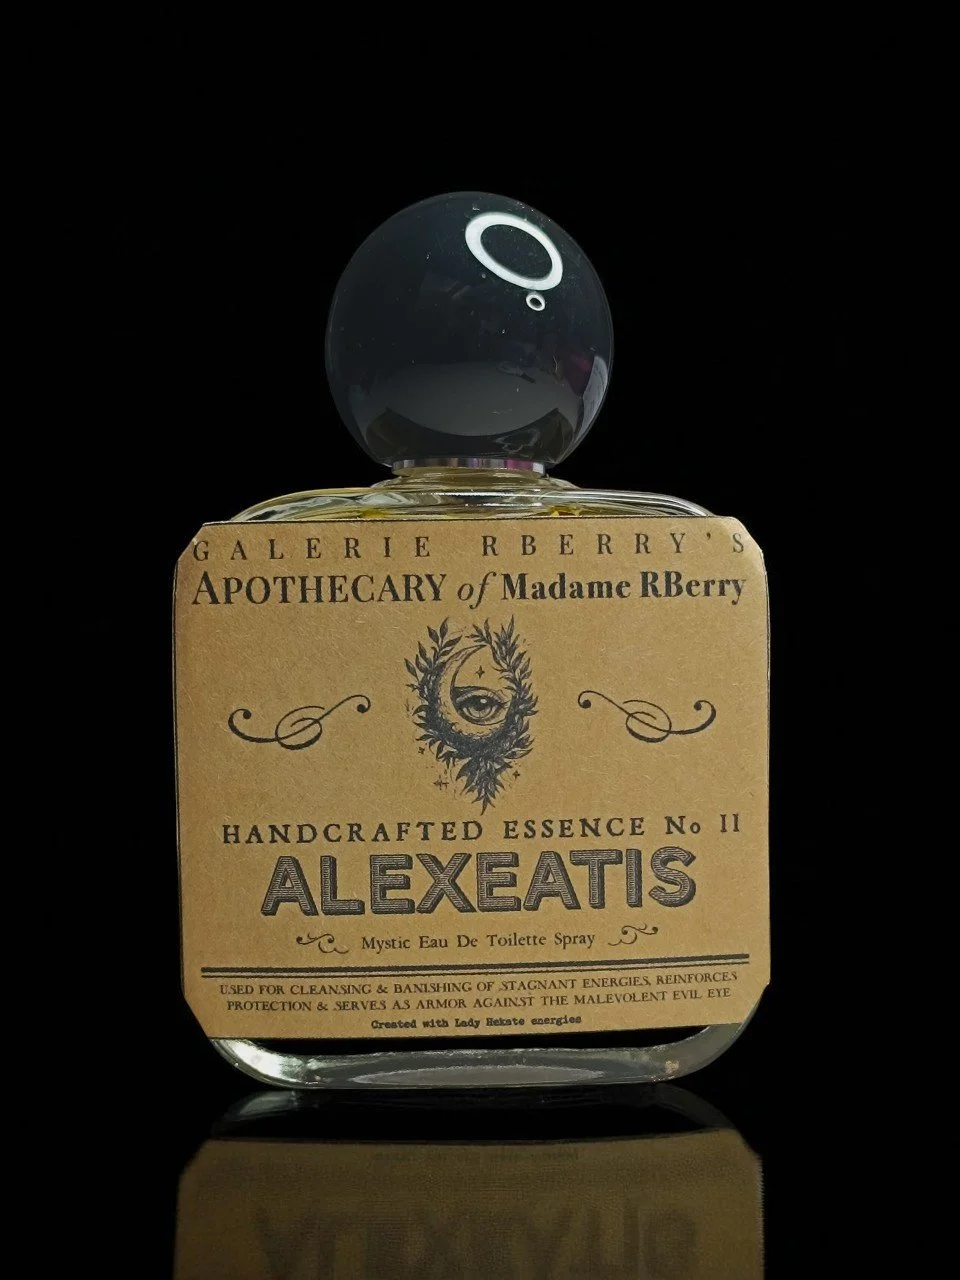 GALERIE RBERRY'S
APOTHECARY of Madame RBerry
HANDCRAFTED ESSENCE No 11
ALEXEATIS
Mystic Eau De Toilette Spray
USED FOR CLEANSING & BANISHING OF STAGNANT ENERGIES, REINFORCES
PROTECTION & SERVES AS ARMOR AGAINST THE MALEVOLENT EVIL EYE
Created with Lady Hekate energies